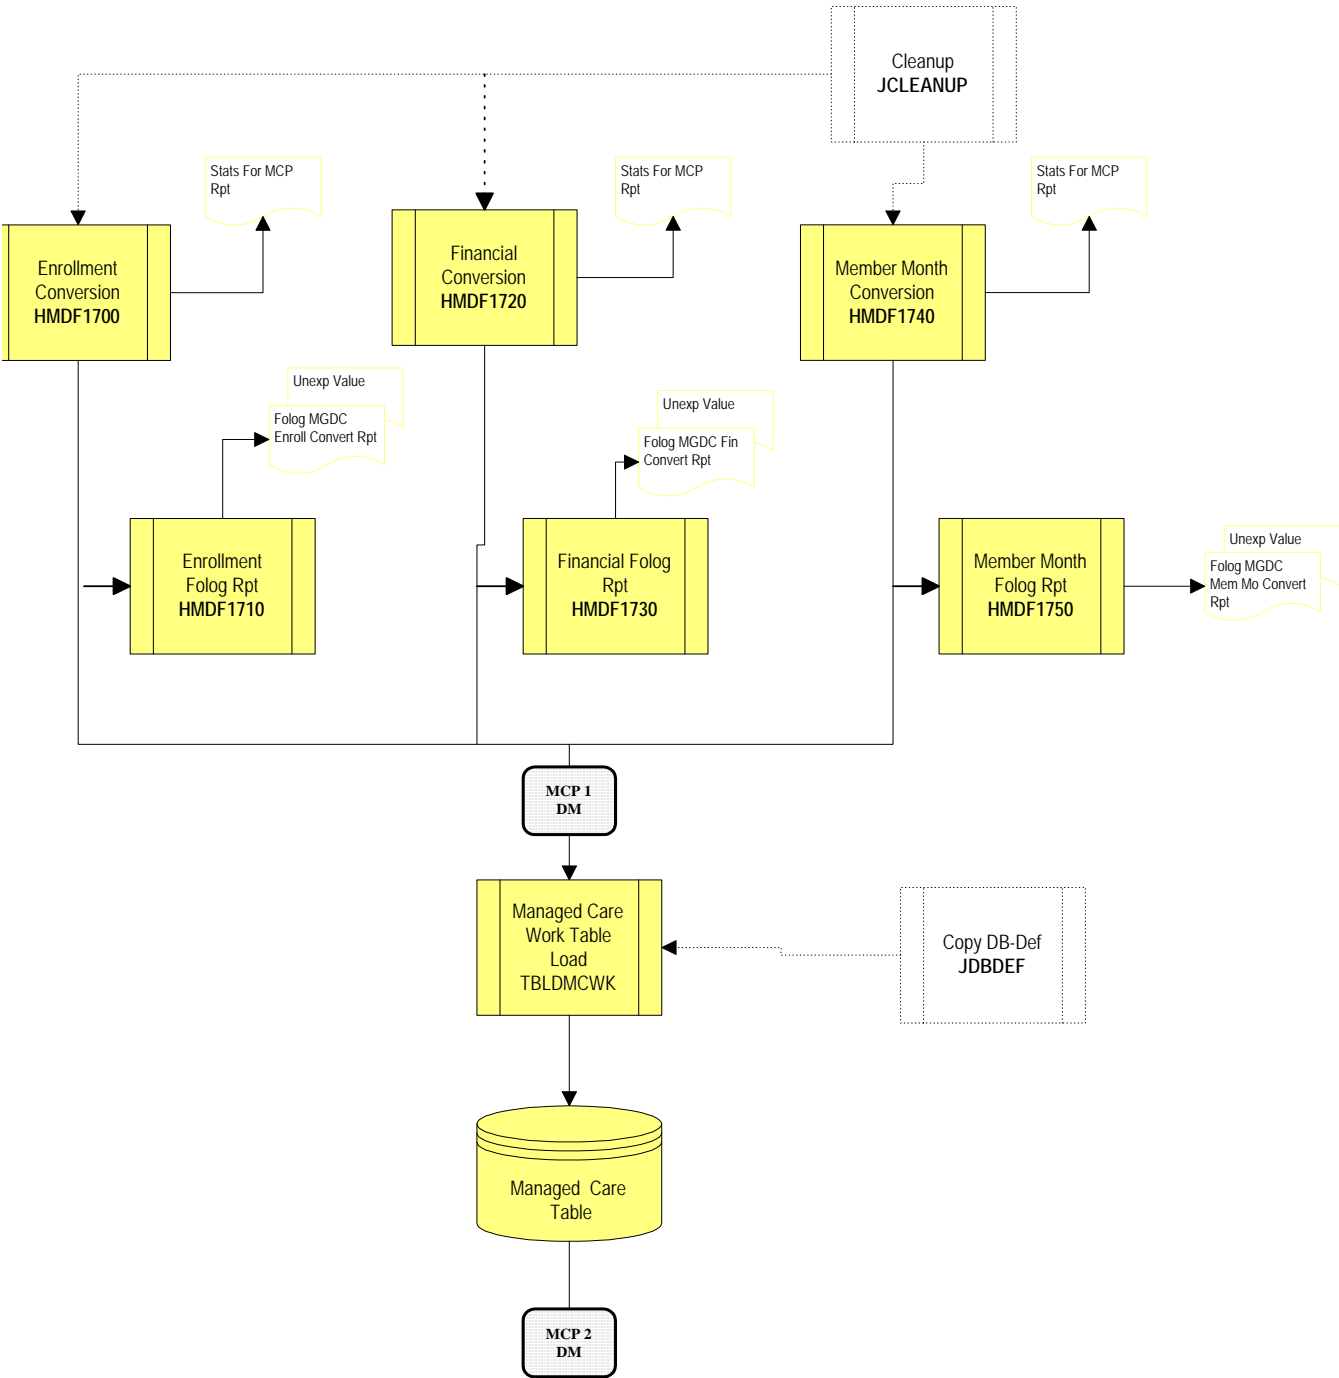 Cleanup
JCLEANUP
Stats For MCP
Rpt
Stats For MCP
Rpt
Stats For MCP
Rpt
Enrollment
Conversion
HMDF1700
Financial
Conversion
HMDF1720
Member Month
Conversion
HMDF1740
Unexp Value
Folog MGDC
Enroll Convert Rpt
Unexp Value
Folog MGDC Fin
Convert Rpt
Enrollment
Folog Rpt
HMDF1710
Financial Folog
Rpt
HMDF1730
Member Month
Folog Rpt
HMDF1750
Unexp Value
Folog MGDC
Mem Mo Convert
Rpt
MCP 1
DM
Managed Care
Work Table
Load
TBLDMCWK
Copy DB-Def
JDBDEF
Managed Care
Table
MCP 2
DM